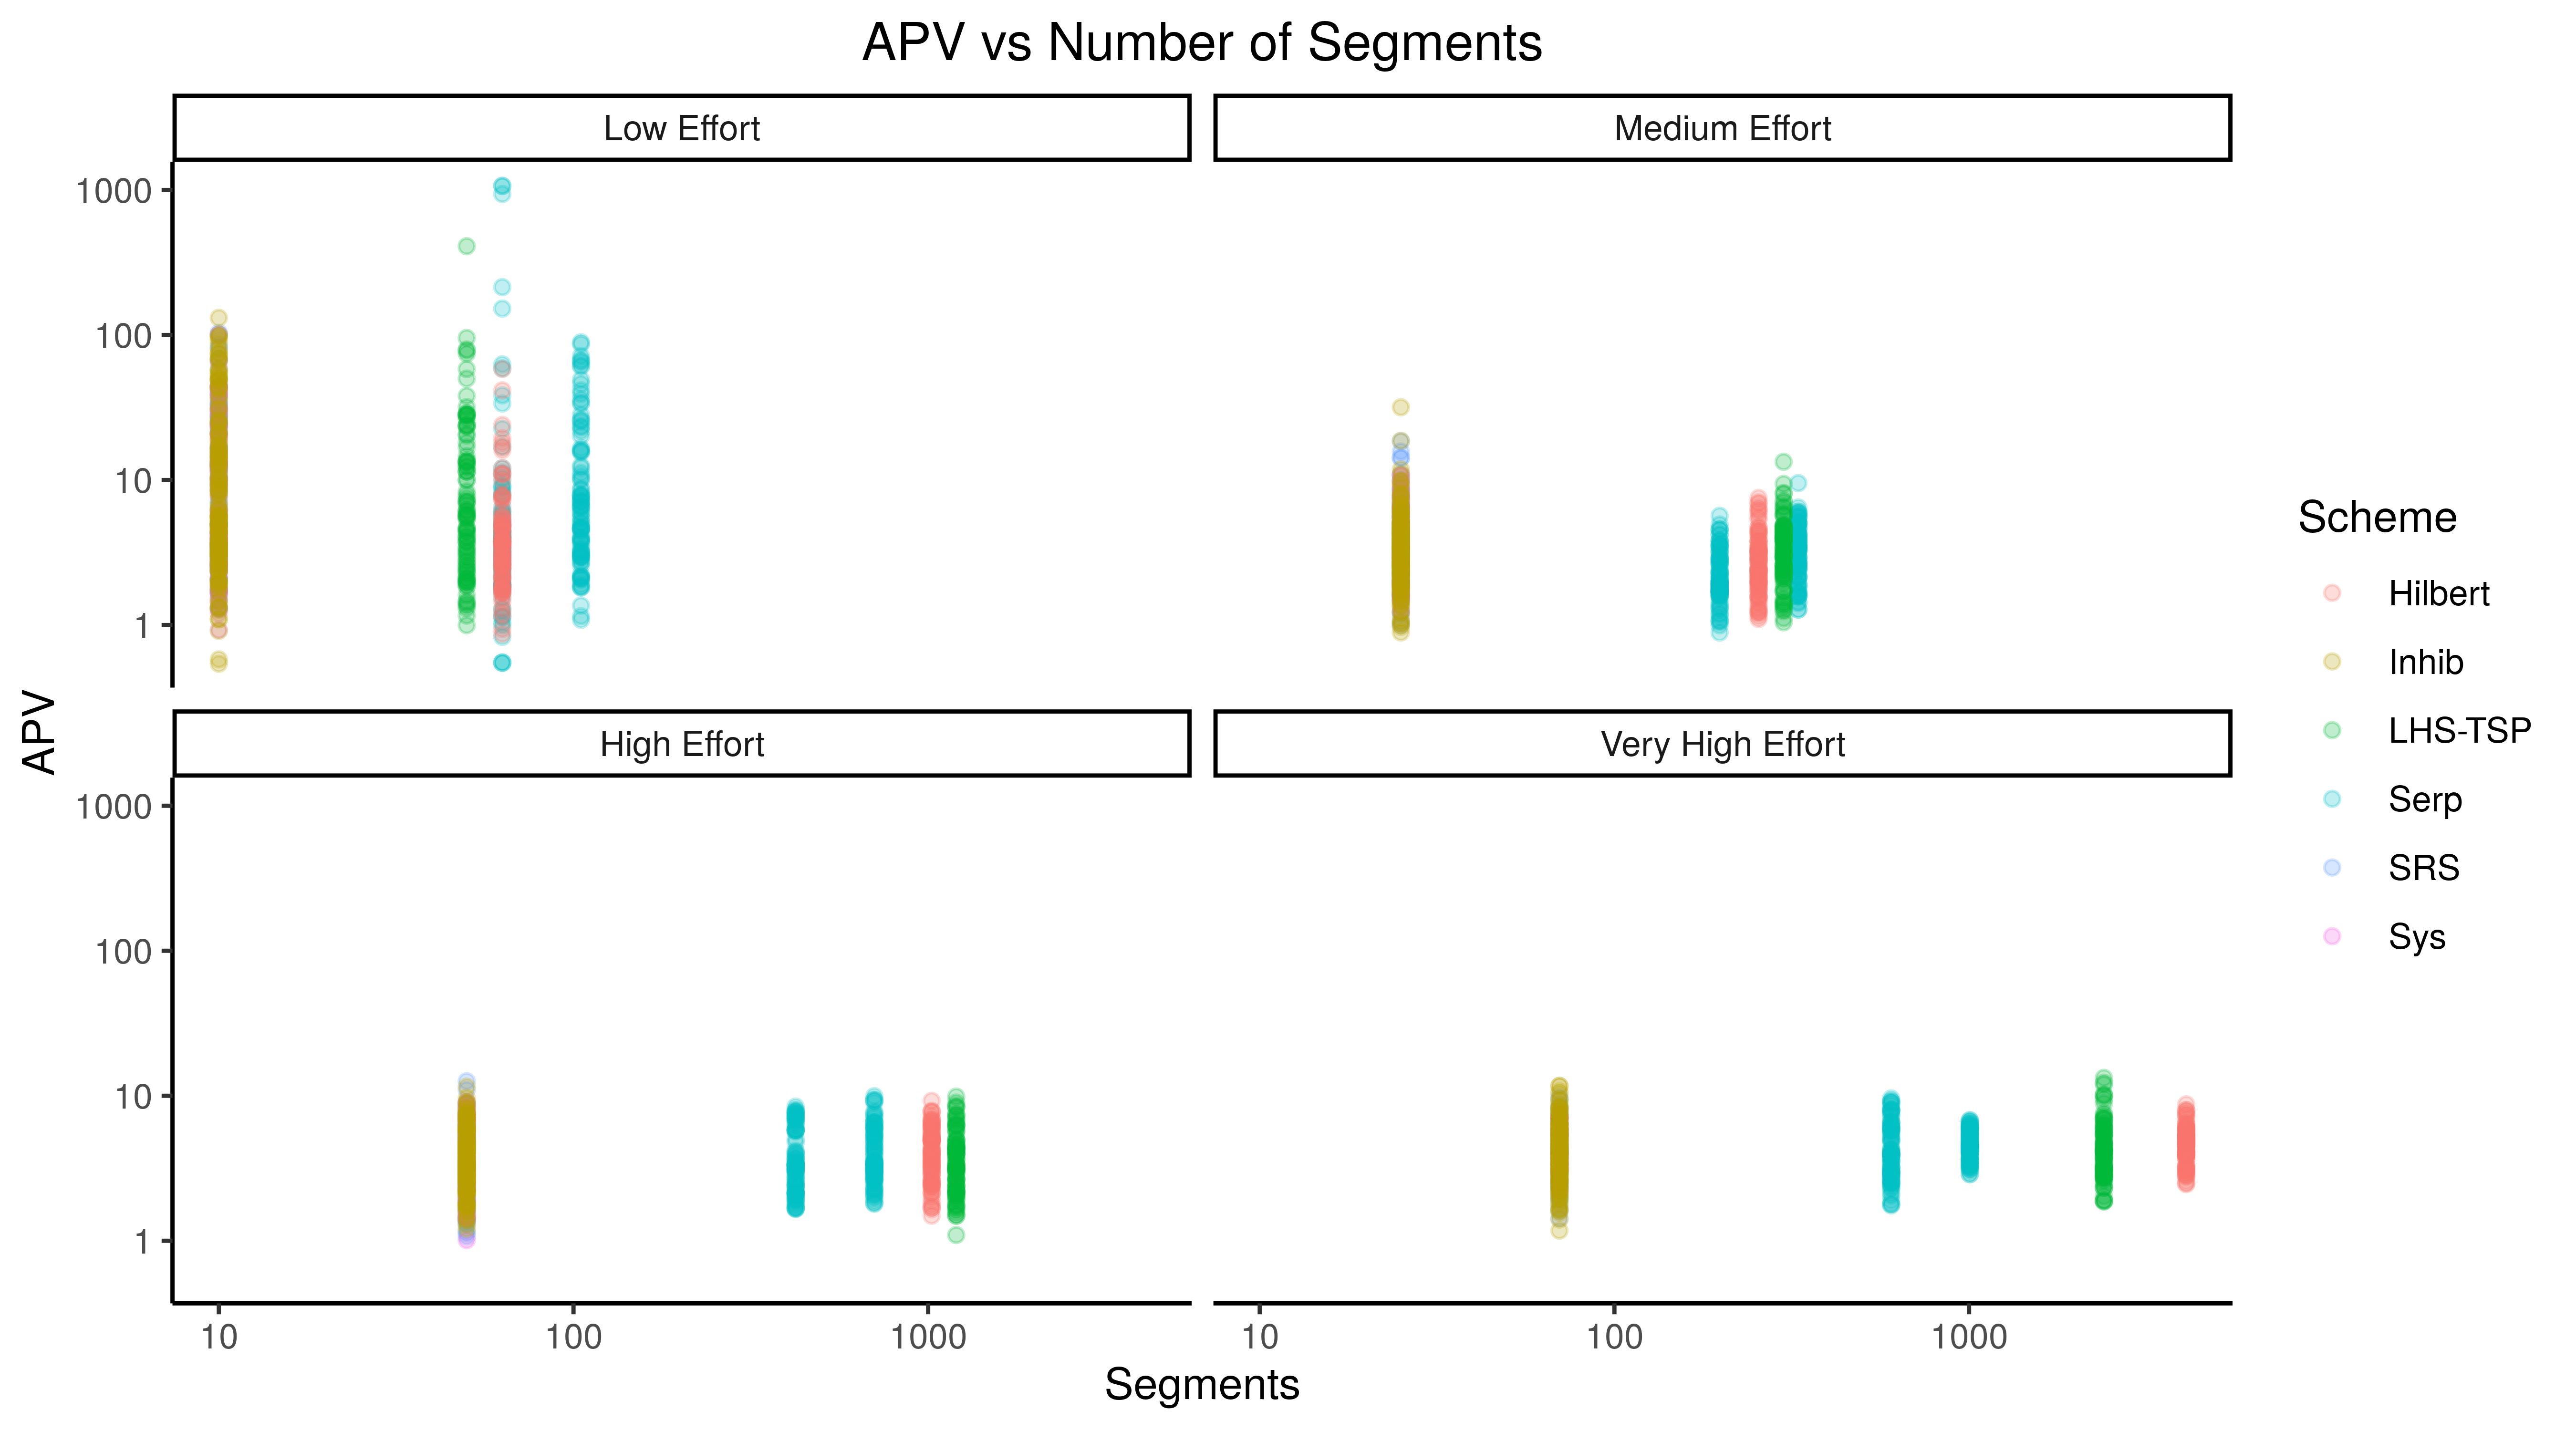 APV vs Number of Segments
Low Effort
Medium Effort
1000
100
10
1
High Effort
Very High Effort
1000
100
10
1
APV
10
100
1000
10
100
1000
Segments
Scheme
Hilbert
Inhib
LHS-TSP
Serp
SRS
Sys